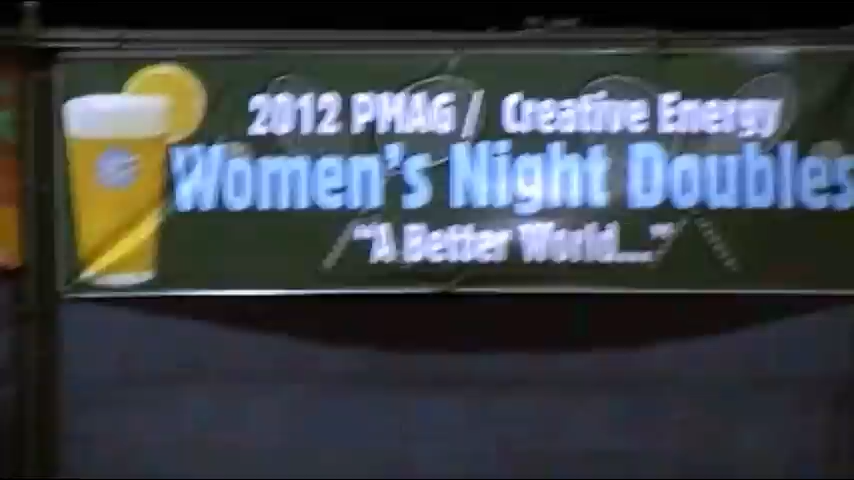 2012 PMAG / Creative Energy
Women's Night Doubles
"A Better World..."